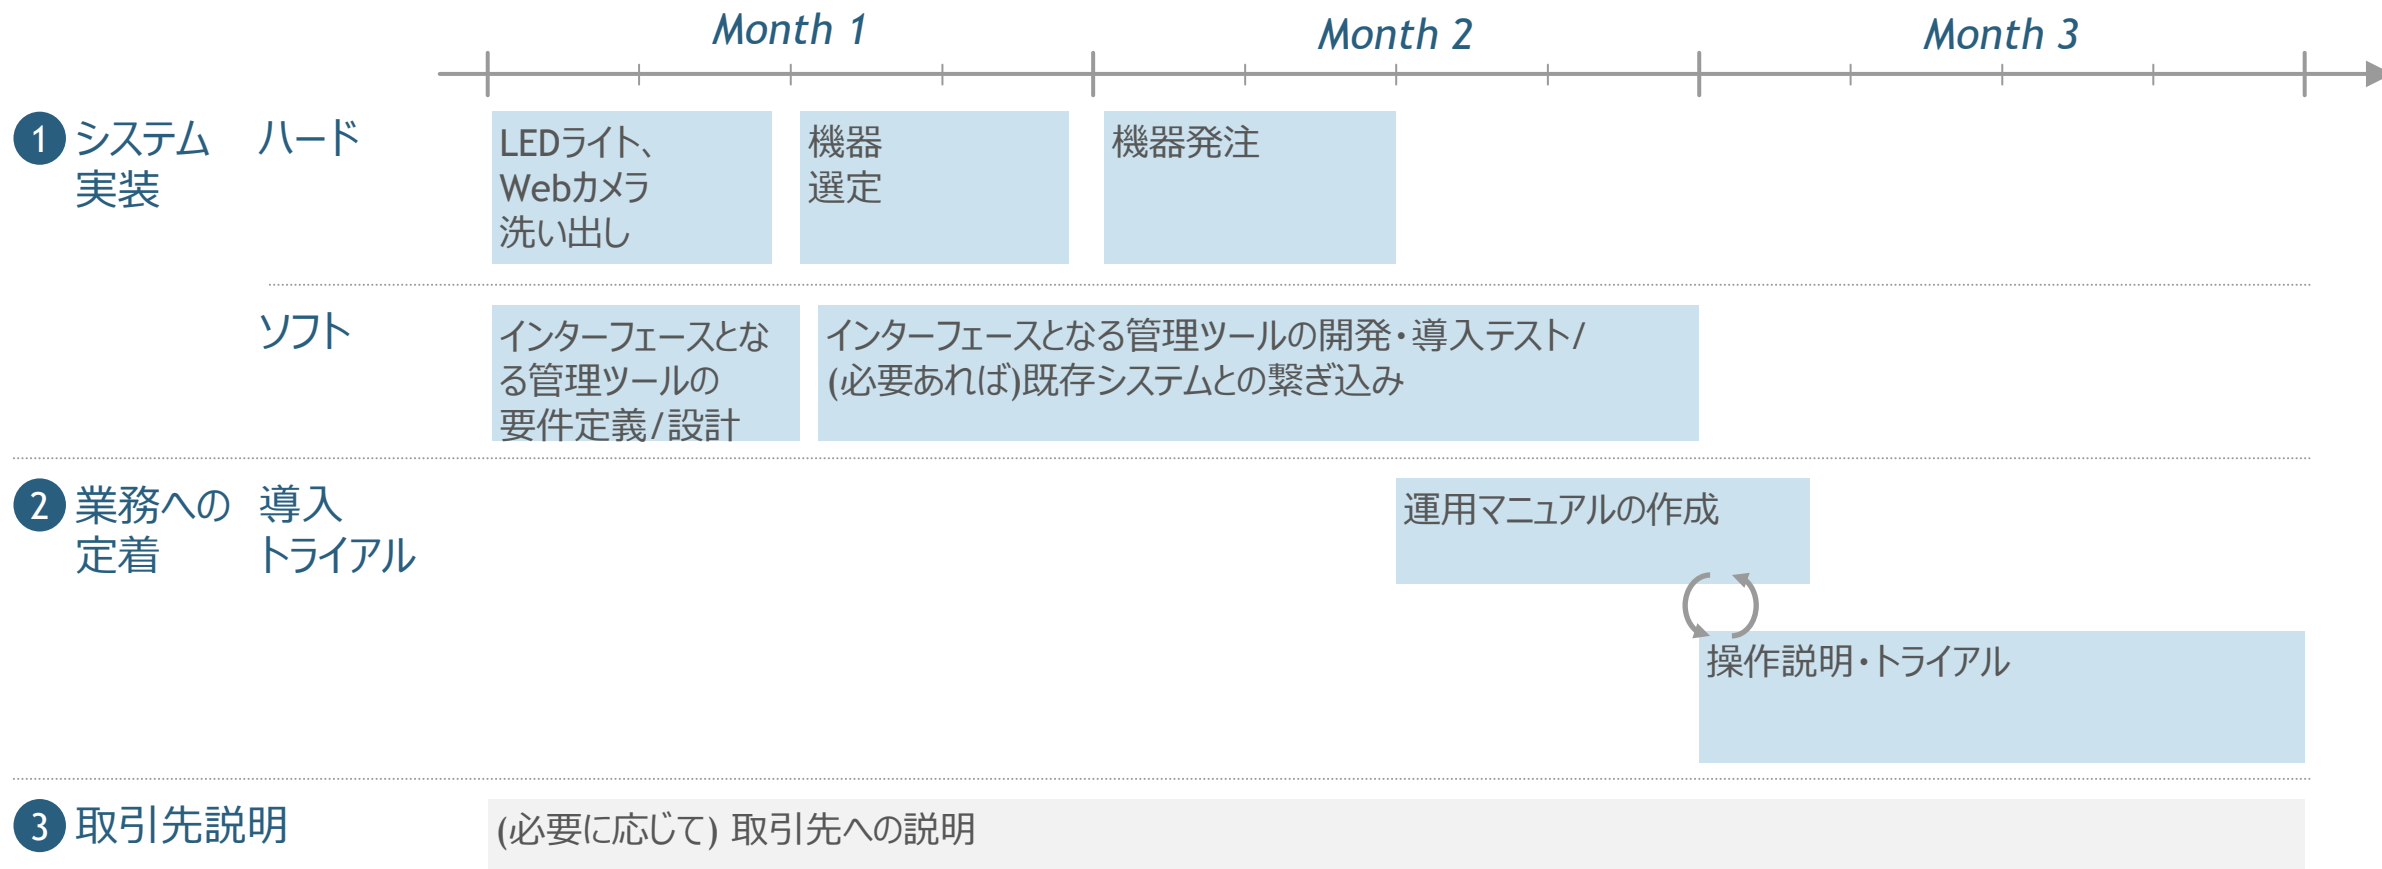 Month 1
Month 2
Month 3
1
システム
実装
ハード
LEDライト、
Webカメラ
洗い出し
機器
選定
機器発注
ソフト
インターフェースとな
る管理ツールの
要件定義/設計
インターフェースとなる管理ツールの開発・導入テスト/
(必要あれば)既存システムとの繋ぎ込み
2
業務への
定着
導入
トライアル
運用マニュアルの作成
操作説明・トライアル
3
取引先説明
(必要に応じて) 取引先への説明